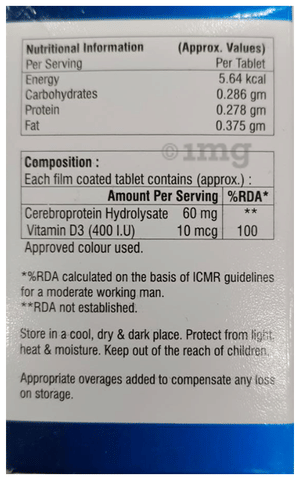 Nutritional Information (Approx. Values)
Per Serving Per Tablet
Energy 5.64 kcal
Carbohydrates 0.286 gm
Protein 0.278 gm
Fat 0.375 gm
1mg
Composition :
Each film coated tablet contains (approx.) :
Amount Per Serving %RDA*
Cerebroprotein Hydrolysate 60 mg **
Vitamin D3 (400 I.U) 10 mcg 100
Approved colour used.
*%RDA calculated on the basis of ICMR guidelines
for a moderate working man.
**RDA not established.
Store in a cool, dry & dark place. Protect from light,
heat & moisture. Keep out of the reach of children.
Appropriate overages added to compensate any loss
on storage.